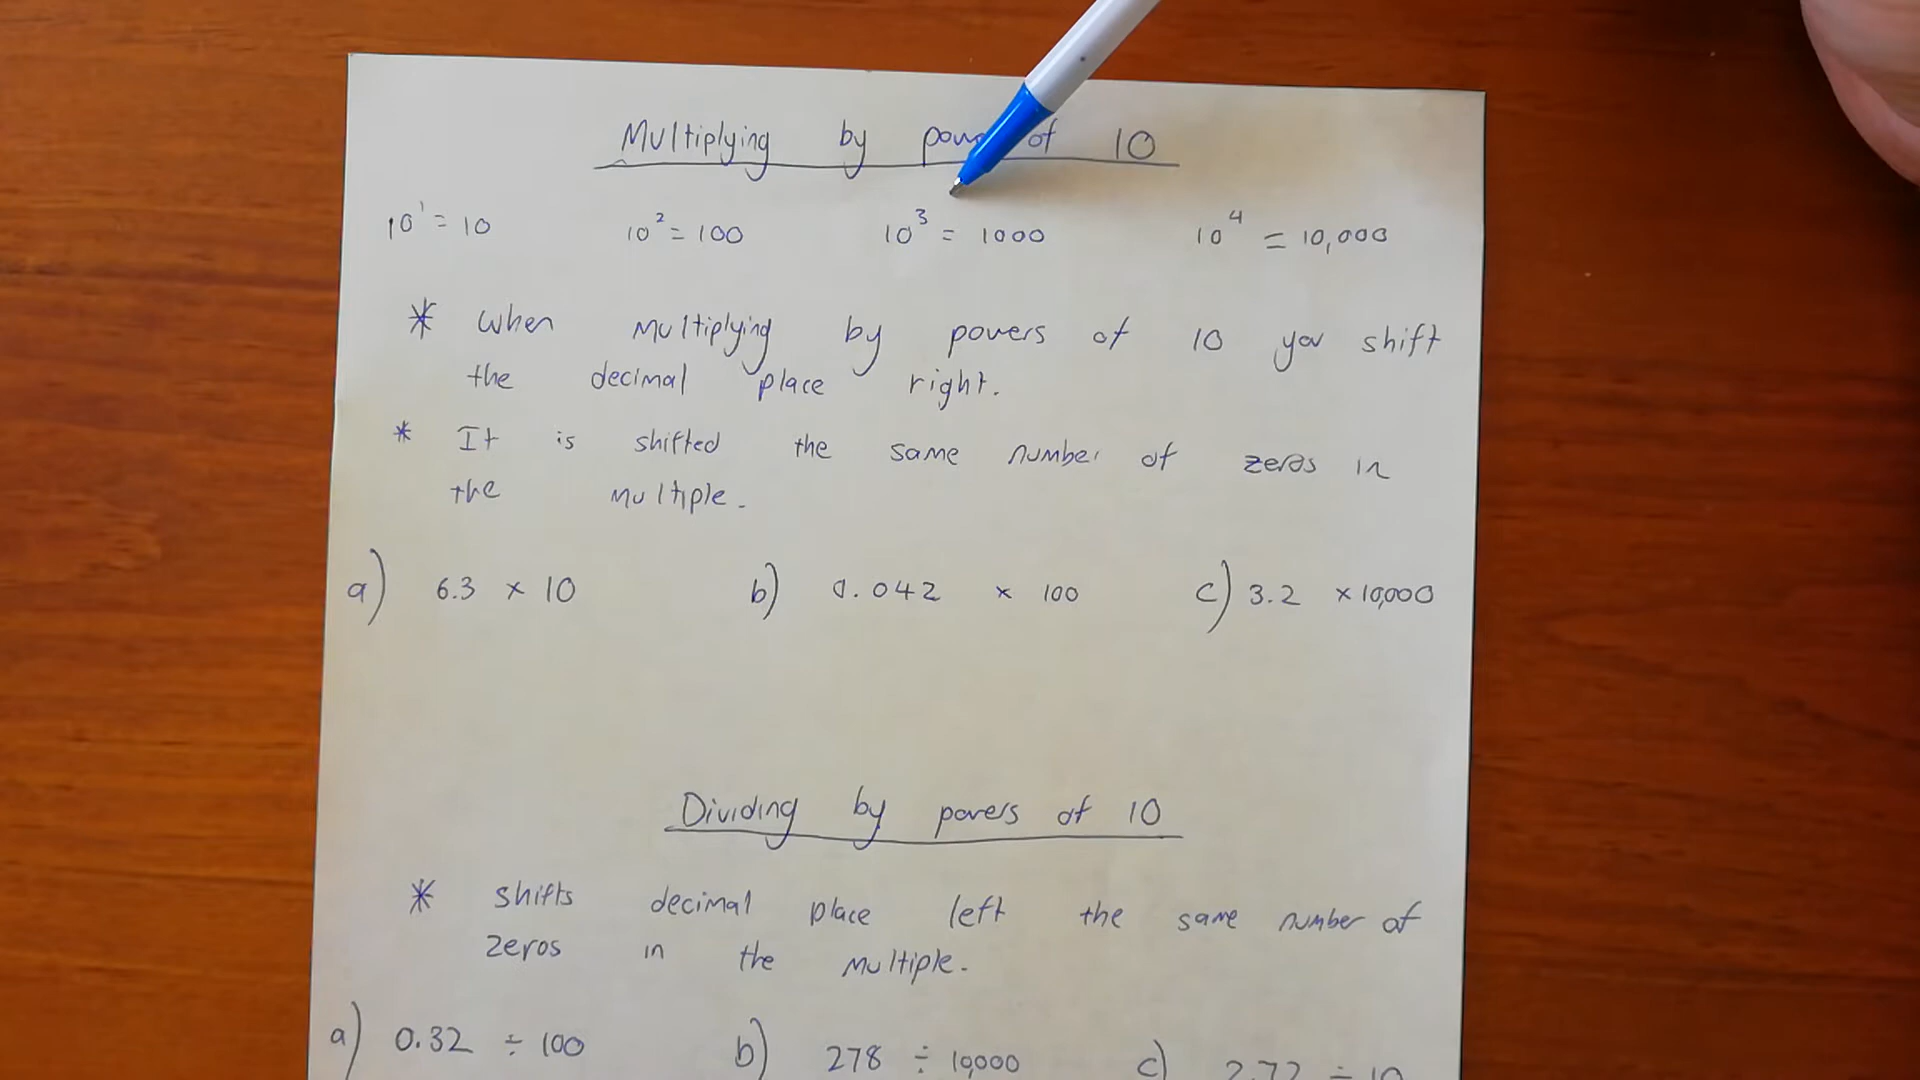 Multiplying by of 10
10¹ = 10 10² = 100 10³ = 1000 10⁴ = 10,000
* When multiplying by powers of 10 you shift
the decimal place right.
* It is shifted the same number of zeros in
the multiple.
a) 6.3 × 10 b) 0.042 × 100 c) 3.2 × 10,000
Dividing by powers of 10
* shifts decimal place left the same number of
zeros in the multiple.
a) 0.32 ÷ 100 b) 278 ÷ 10,000 c) 2.72 ÷ 10